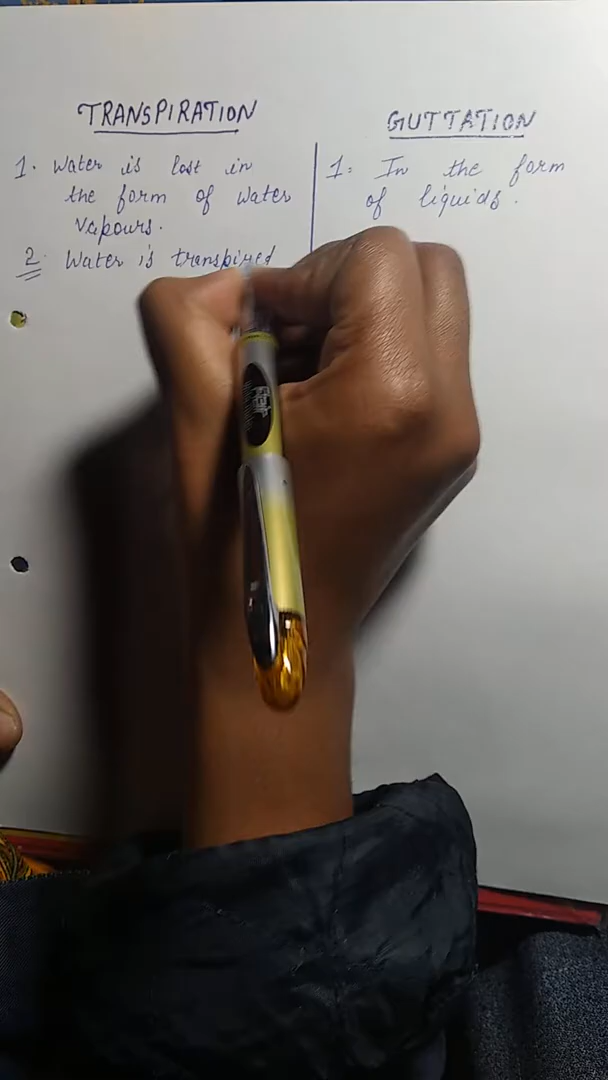 TRANSPIRATION
1. Water is lost in
the form of water
vapours.
2. Water is transpired
GUTTATION
1. In the form
of liquids.
Flair